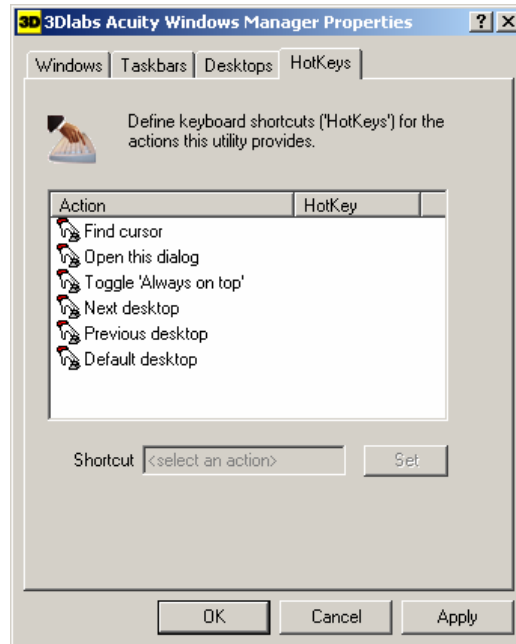 3D 3Dlabs Acuity Windows Manager Properties ? X
Windows Taskbars Desktops HotKeys
Define keyboard shortcuts ('HotKeys') for the
actions this utility provides.
Action HotKey
Find cursor
Open this dialog
Toggle 'Always on top'
Next desktop
Previous desktop
Default desktop
Shortcut <select an action> Set
OK Cancel Apply